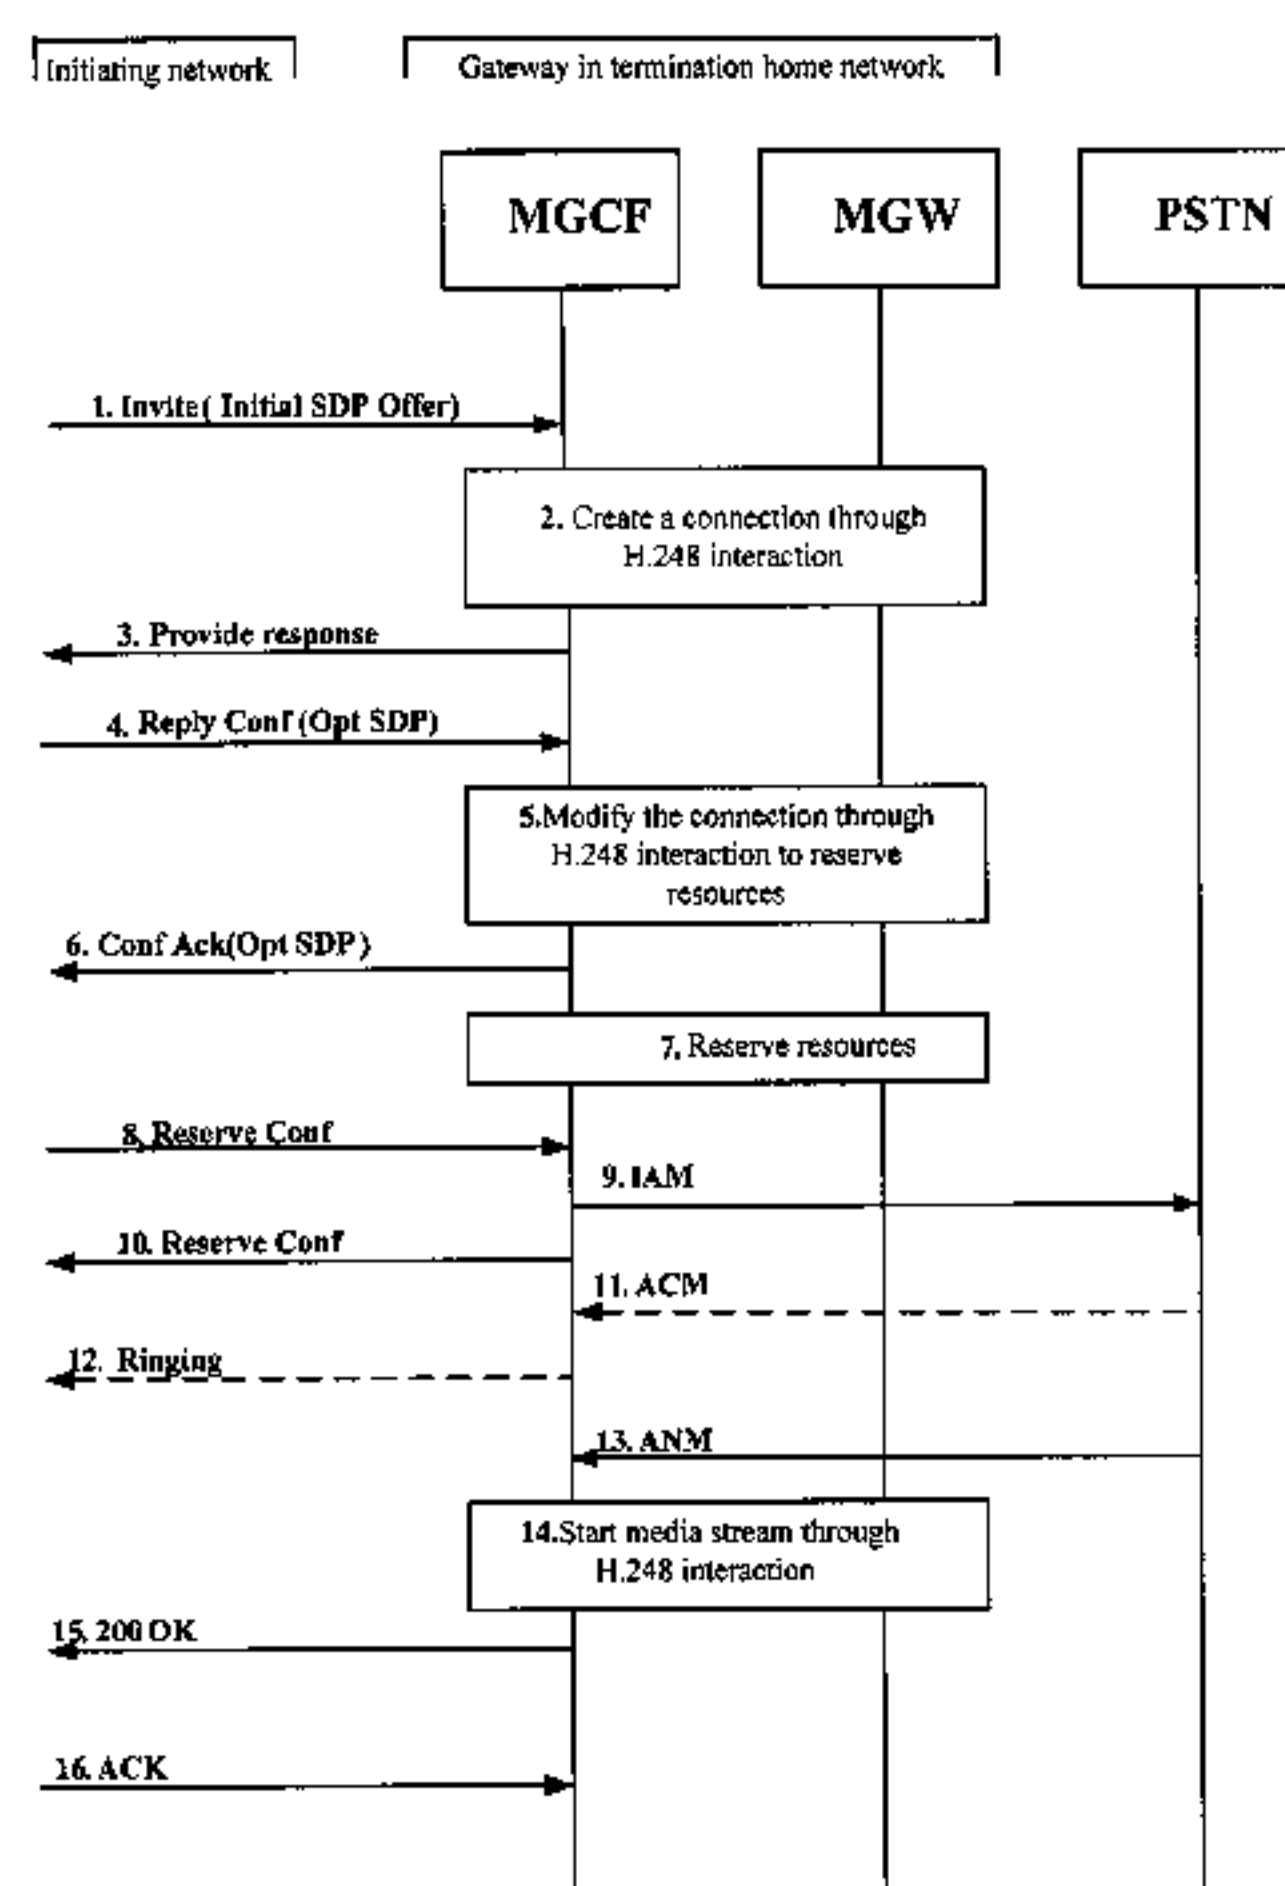 Initiating network
Gateway in termination home network
MGCF
MGW
PSTN
1. Invite( Initial SDP Offer)
2. Create a connection through
H.248 interaction
3. Provide response
4. Reply Conf (Opt SDP)
5.Modify the connection through
H.248 interaction to reserve
resources
6. Conf Ack(Opt SDP)
7. Reserve resources
8. Reserve Conf
9. IAM
10. Reserve Conf
11. ACM
12. Ringing
13. ANM
14.Start media stream through
H.248 interaction
15. 200 OK
16. ACK